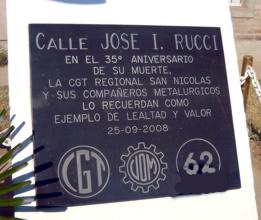 CALLE JOSE I. RUCCI
EN EL 35º ANIVERSARIO
DE SU MUERTE,
LA CGT REGIONAL SAN NICOLAS
Y SUS COMPAÑEROS METALURGICOS
LO RECUERDAN COMO
EJEMPLO DE LEALTAD Y VALOR
25-09-2008
CGT UOM 62